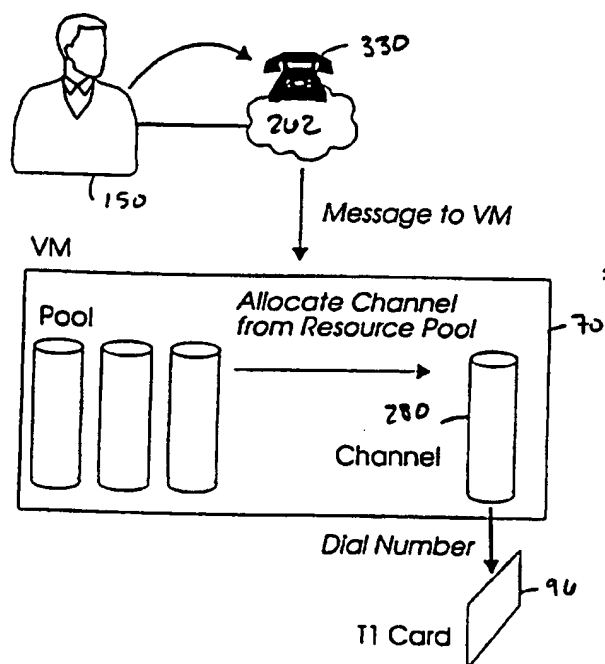 330
202
150
Message to VM
VM
Allocate Channel
from Resource Pool
Pool
70
280
Channel
Dial Number
96
T1 Card